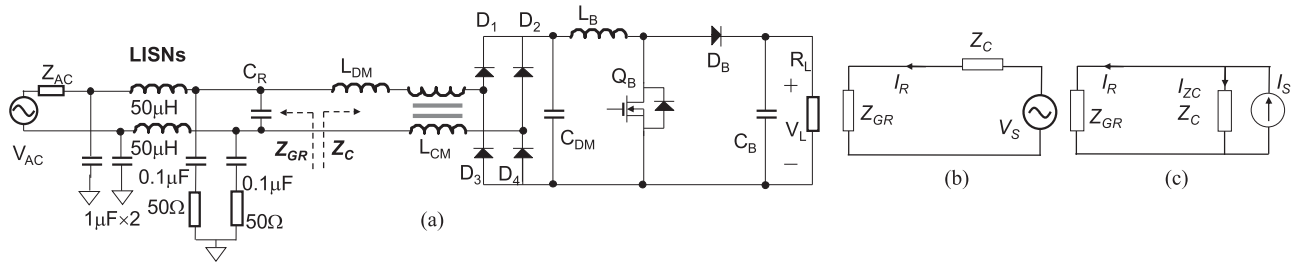 LISNs
Z_AC
50μH
50μH
V_AC
1μF×2
0.1μF
0.1μF
50Ω
50Ω
C_R
Z_GR
Z_C
L_DM
L_CM
D_1
D_2
D_3
D_4
C_DM
L_B
Q_B
D_B
C_B
R_L
+
V_L
−
(a)
Z_C
I_R
Z_GR
V_S
(b)
I_R
Z_GR
I_ZC
Z_C
I_S
(c)